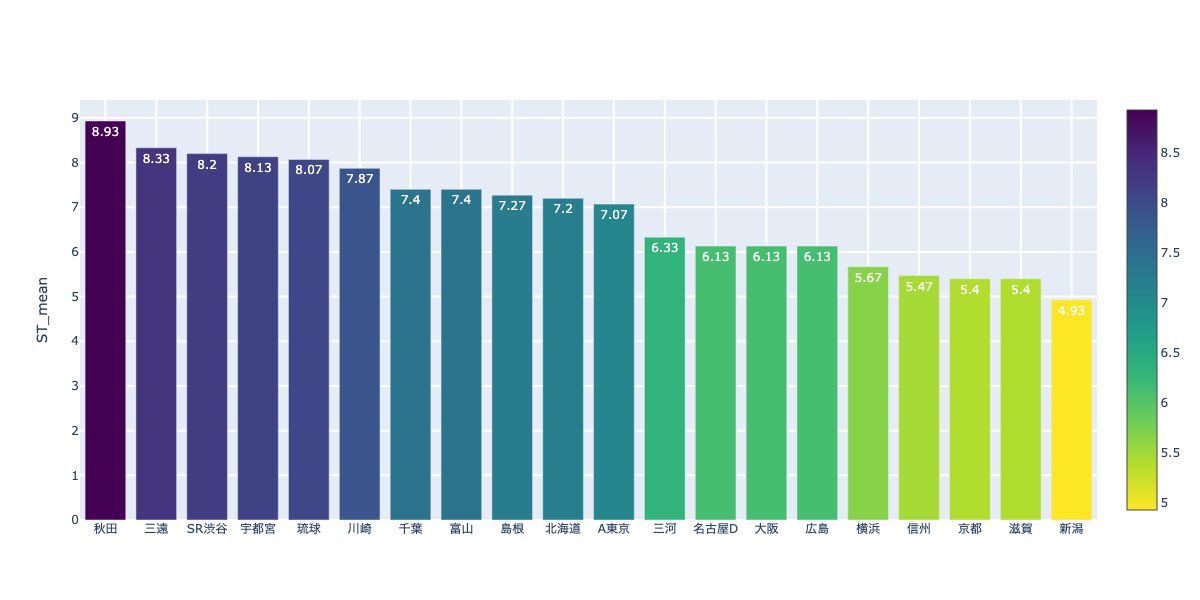 ST_mean
9
8
7
6
5
4
3
2
1
0
8.93
8.33
8.2
8.13
8.07
7.87
7.4
7.4
7.27
7.2
7.07
6.33
6.13
6.13
6.13
5.67
5.47
5.4
5.4
4.93
秋田
三遠
SR渋谷
宇都宮
琉球
川崎
千葉
富山
島根
北海道
A東京
三河
名古屋D
大阪
広島
横浜
信州
京都
滋賀
新潟
8.5
8
7.5
7
6.5
6
5.5
5